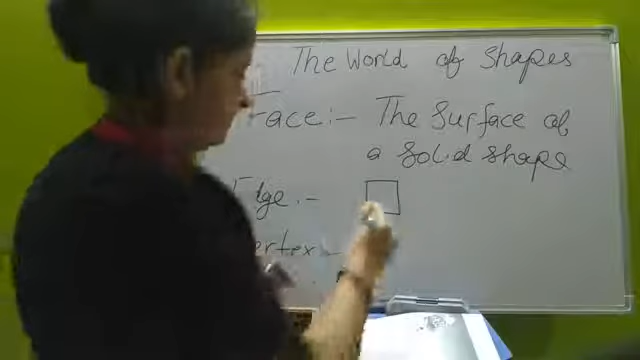 The World of Shapes
Face:- The Surface of
a Solid shape
Edge:-
Vertex:-